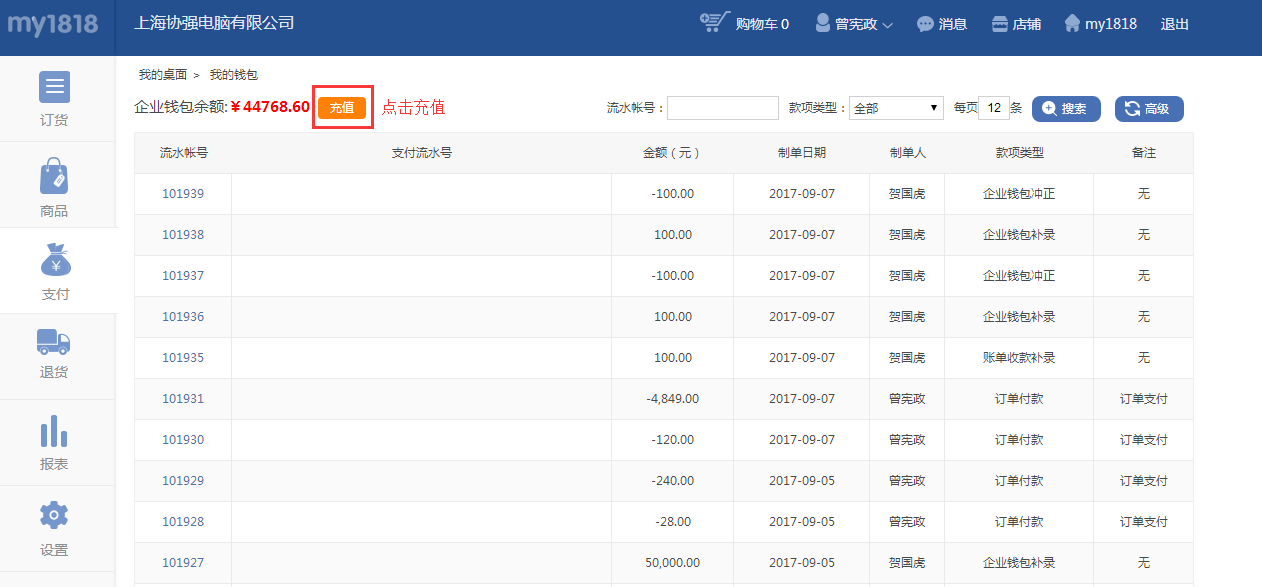 my1818 上海协强电脑有限公司 购物车 0 曾宪政 消息 店铺 my1818 退出
我的桌面 > 我的钱包
企业钱包余额:￥44768.60 充值 点击充值 流水帐号： 款项类型： 全部 每页 12 条 搜索 高级
订货
商品
支付
退货
报表
设置
流水帐号 支付流水号 金额（元） 制单日期 制单人 款项类型 备注
101939 -100.00 2017-09-07 贺国虎 企业钱包冲正 无
101938 100.00 2017-09-07 贺国虎 企业钱包补录 无
101937 -100.00 2017-09-07 贺国虎 企业钱包冲正 无
101936 100.00 2017-09-07 贺国虎 企业钱包补录 无
101935 100.00 2017-09-07 贺国虎 账单收款补录 无
101931 -4,849.00 2017-09-07 曾宪政 订单付款 订单支付
101930 -120.00 2017-09-07 曾宪政 订单付款 订单支付
101929 -240.00 2017-09-05 曾宪政 订单付款 订单支付
101928 -28.00 2017-09-05 曾宪政 订单付款 订单支付
101927 50,000.00 2017-09-05 贺国虎 企业钱包补录 无